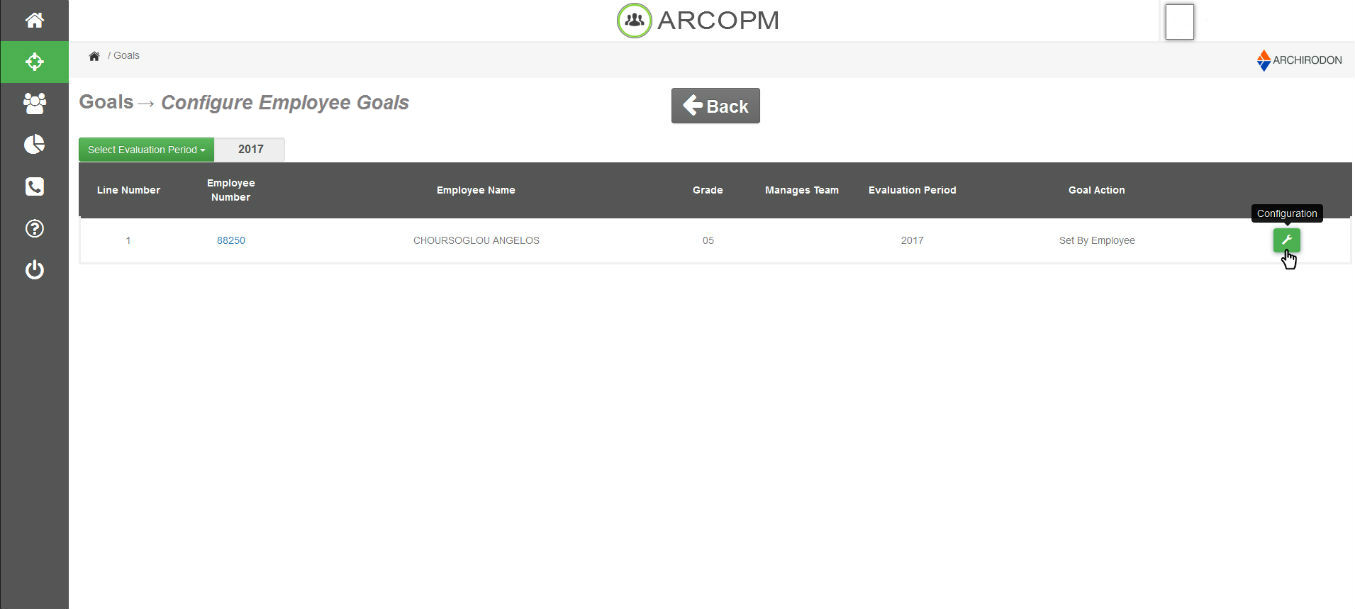 ARCOPM
/ Goals
ARCHIRODON
Goals → Configure Employee Goals
Back
Select Evaluation Period
2017
Line Number
Employee
Number
Employee Name
Grade
Manages Team
Evaluation Period
Goal Action
Configuration
1
88250
CHOURSOGLOU ANGELOS
05
2017
Set By Employee